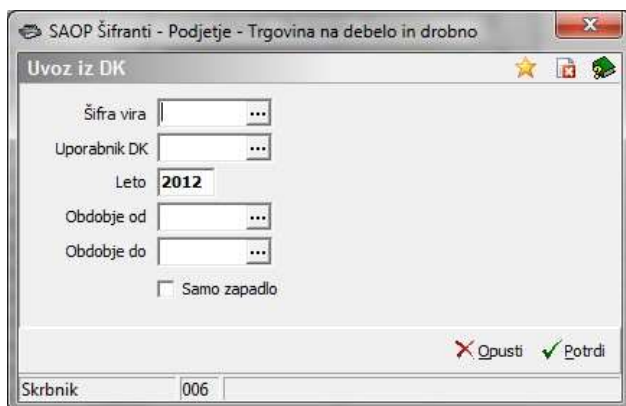 SAOP Šifranti - Podjetje - Trgovina na debelo in drobno
Uvoz iz DK
Šifra vira
Uporabnik DK
Leto 2012
Obdobje od
Obdobje do
Samo zapadlo
Opusti Potrdi
Skrbnik 006